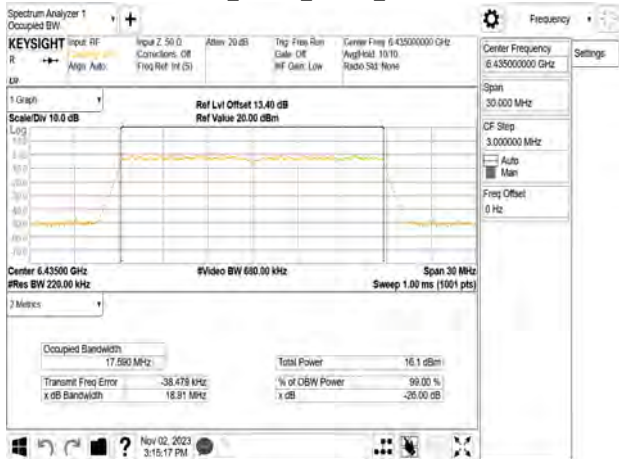 Spectrum Analyzer 1
Occupied BW
Frequency
KEYSIGHT
Input: RF
R
Align: Auto
Input Z: 50 Ω
Corrections: Off
Freq Ref: Int (S)
Atten: 20 dB
Trig: Free Run
Gate: Off
#IF Gain: Low
Center Freq: 6.435000000 GHz
Avg|Hold: 10/10
Radio Std: None
Center Frequency
6.435000000 GHz
Settings
Span
30.000 MHz
CF Step
3.000000 MHz
Auto
Man
Freq Offset
0 Hz
1 Graph
Scale/Div 10.0 dB
Ref Lvl Offset 13.40 dB
Ref Value 20.00 dBm
Log
Center 6.43500 GHz
#Res BW 220.00 kHz
#Video BW 680.00 kHz
Span 30 MHz
Sweep 1.00 ms (1001 pts)
2 Metrics
Occupied Bandwidth
17.590 MHz
Total Power
16.1 dBm
Transmit Freq Error
-38.479 kHz
% of OBW Power
99.00 %
x dB Bandwidth
18.91 MHz
x dB
-26.00 dB
?
Nov 02, 2023
3:15:17 PM